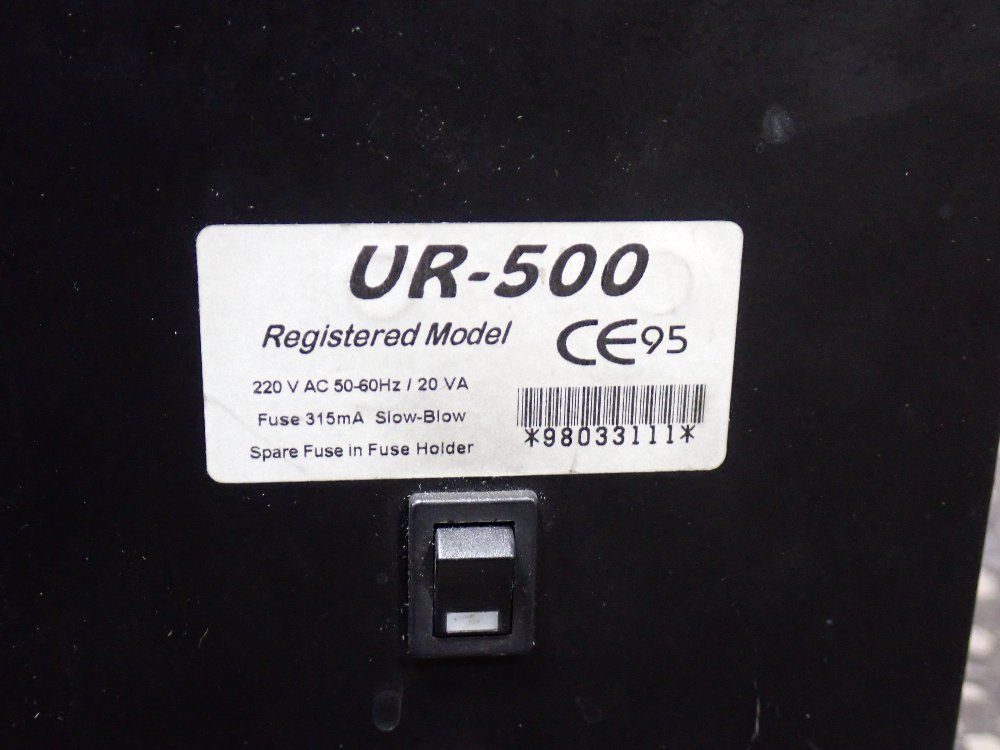 UR-500
Registered Model
CE95
220 V AC 50-60Hz / 20 VA
Fuse 315mA Slow-Blow
Spare Fuse in Fuse Holder
*98033111*